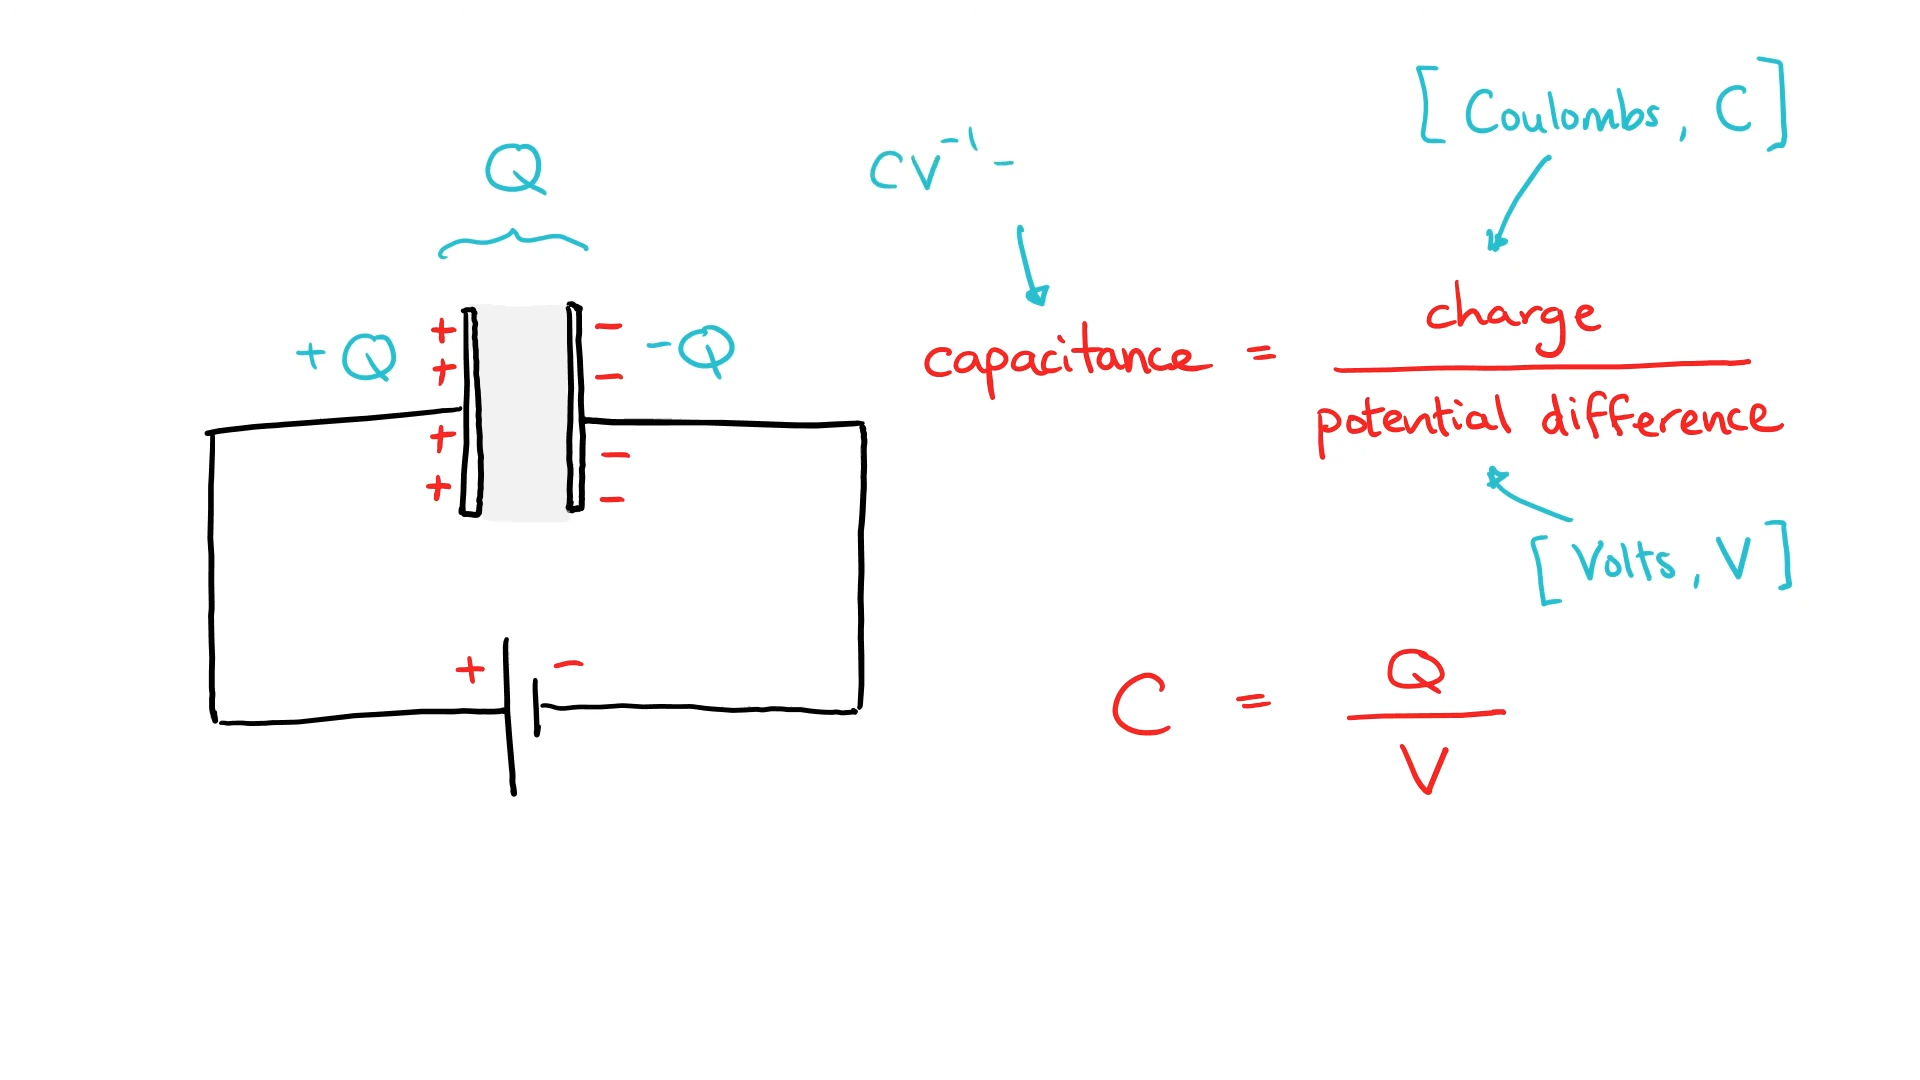 Q
+Q
+
+
+
+
-
-
-
-
-Q
+
-
CV⁻¹ -
[Coulombs, C]
capacitance = charge
potential difference
[Volts, V]
C = Q
V